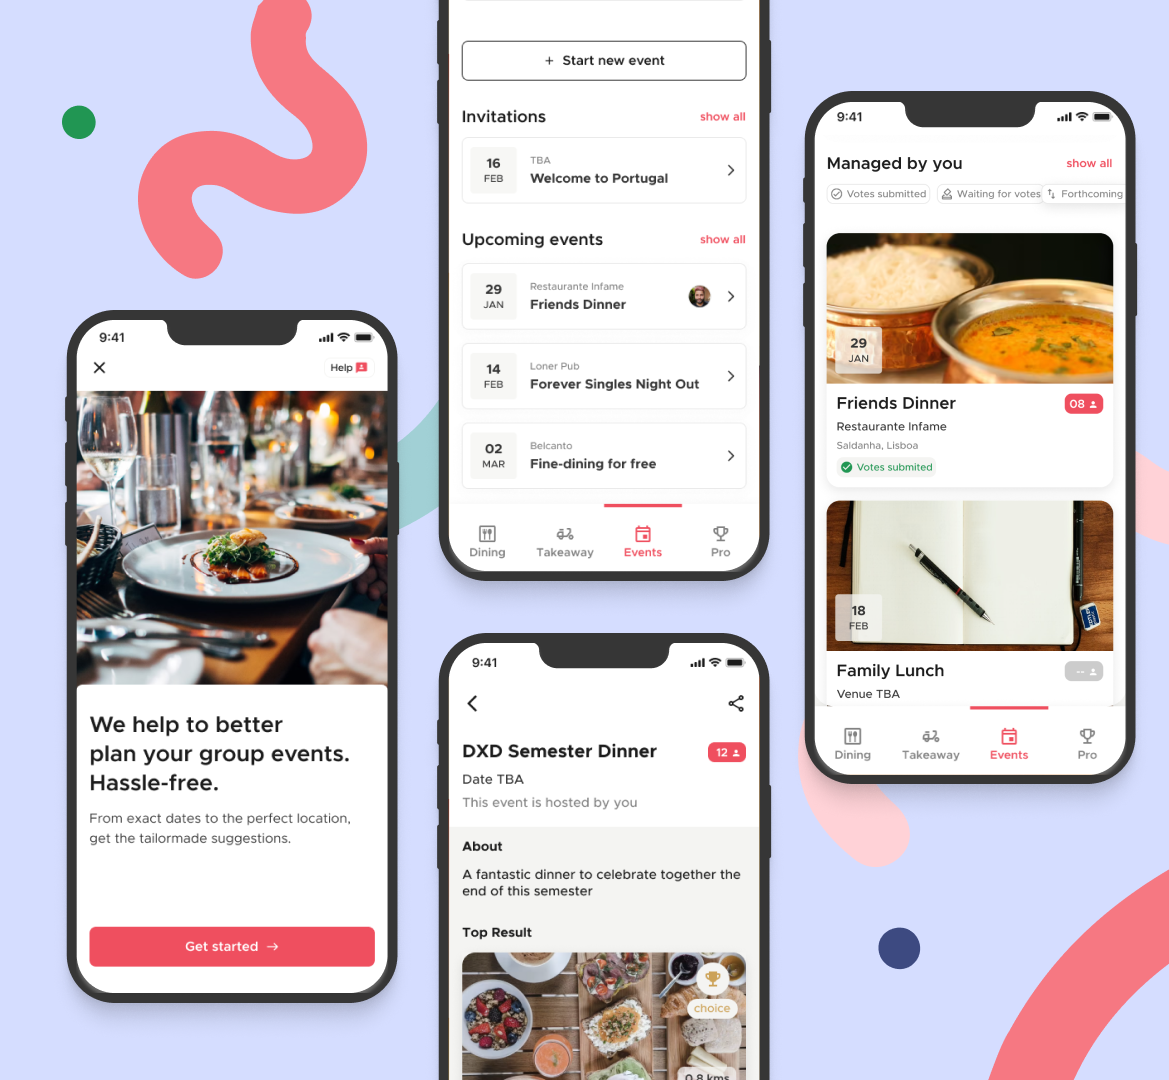 9:41
Help
We help to better
plan your group events.
Hassle-free.
From exact dates to the perfect location,
get the tailormade suggestions.
Get started →
+ Start new event
Invitations
show all
16
FEB
TBA
Welcome to Portugal
Upcoming events
show all
29
JAN
Restaurante Infame
Friends Dinner
14
FEB
Loner Pub
Forever Singles Night Out
02
MAR
Belcanto
Fine-dining for free
Dining
Takeaway
Events
Pro
9:41
DXD Semester Dinner
12
Date TBA
This event is hosted by you
About
A fantastic dinner to celebrate together the
end of this semester
Top Result
choice
0.8 kms
9:41
Managed by you
show all
Votes submitted
Waiting for votes
Forthcoming
29
JAN
Friends Dinner
08
Restaurante Infame
Saldanha, Lisboa
Votes submited
18
FEB
Family Lunch
--
Venue TBA
Dining
Takeaway
Events
Pro